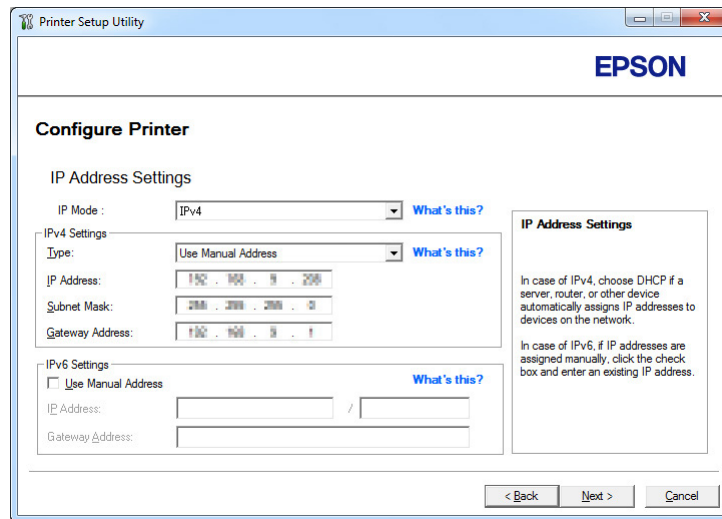 Printer Setup Utility
EPSON
Configure Printer
IP Address Settings
IP Mode :
IPv4
What's this?
IPv4 Settings
Type:
Use Manual Address
What's this?
IP Address:
Subnet Mask:
Gateway Address:
IPv6 Settings
Use Manual Address
What's this?
IP Address:
/
Gateway Address:
IP Address Settings
In case of IPv4, choose DHCP if a
server, router, or other device
automatically assigns IP addresses to
devices on the network.
In case of IPv6, if IP addresses are
assigned manually, click the check
box and enter an existing IP address.
< Back
Next >
Cancel